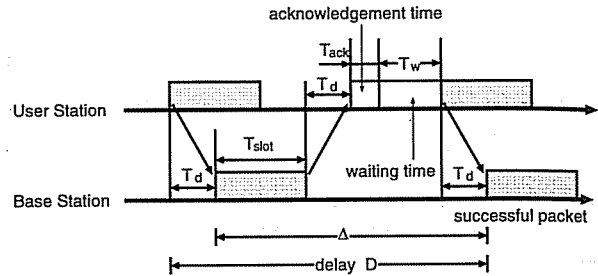 acknowledgement time
Tack
Tw
Td
User Station
Tslot
waiting time
Td
Td
Base Station
successful packet
Δ
delay D